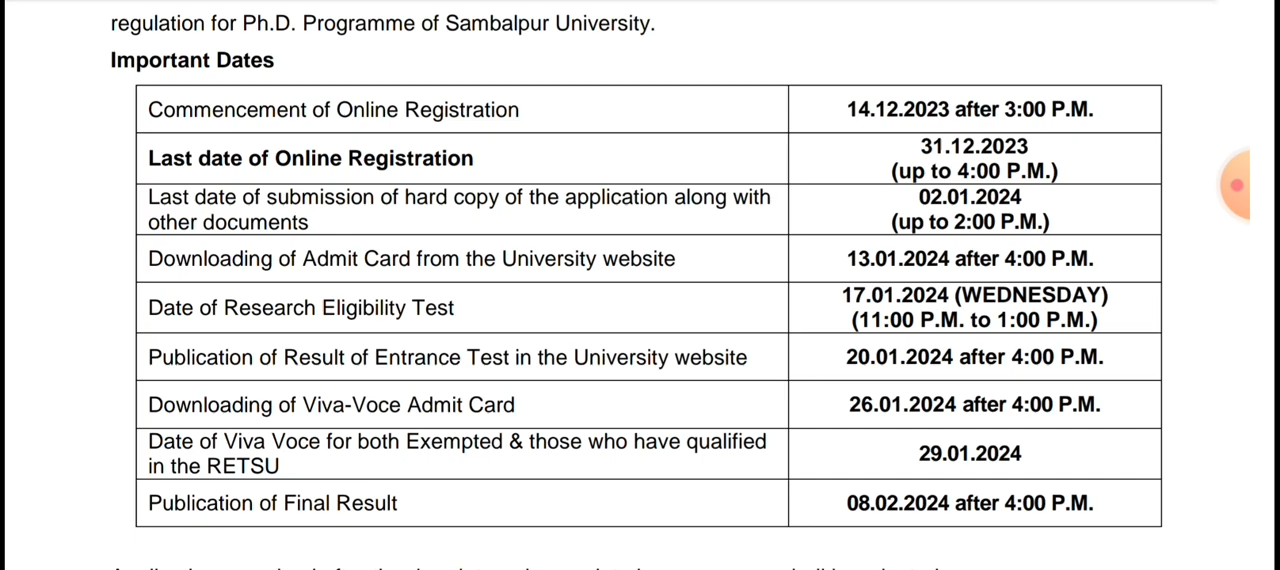 regulation for Ph.D. Programme of Sambalpur University.
Important Dates
Commencement of Online Registration
14.12.2023 after 3:00 P.M.
Last date of Online Registration
31.12.2023
(up to 4:00 P.M.)
Last date of submission of hard copy of the application along with
other documents
02.01.2024
(up to 2:00 P.M.)
Downloading of Admit Card from the University website
13.01.2024 after 4:00 P.M.
Date of Research Eligibility Test
17.01.2024 (WEDNESDAY)
(11:00 P.M. to 1:00 P.M.)
Publication of Result of Entrance Test in the University website
20.01.2024 after 4:00 P.M.
Downloading of Viva-Voce Admit Card
26.01.2024 after 4:00 P.M.
Date of Viva Voce for both Exempted & those who have qualified
in the RETSU
29.01.2024
Publication of Final Result
08.02.2024 after 4:00 P.M.